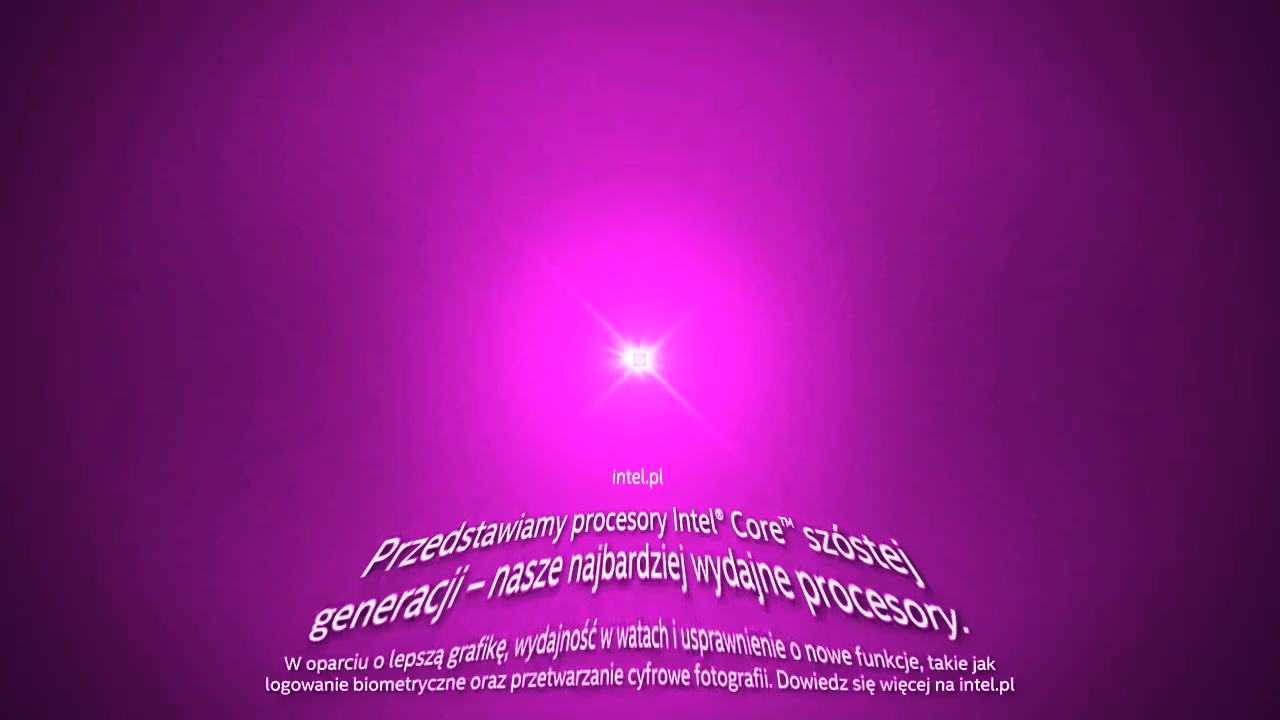 intel.pl
Przedstawiamy procesory Intel® Core™ szóstej
generacji – nasze najbardziej wydajne procesory.
W oparciu o lepszą grafikę, wydajność w watach i usprawnienie o nowe funkcje, takie jak
logowanie biometryczne oraz przetwarzanie cyfrowe fotografii. Dowiedz się więcej na intel.pl